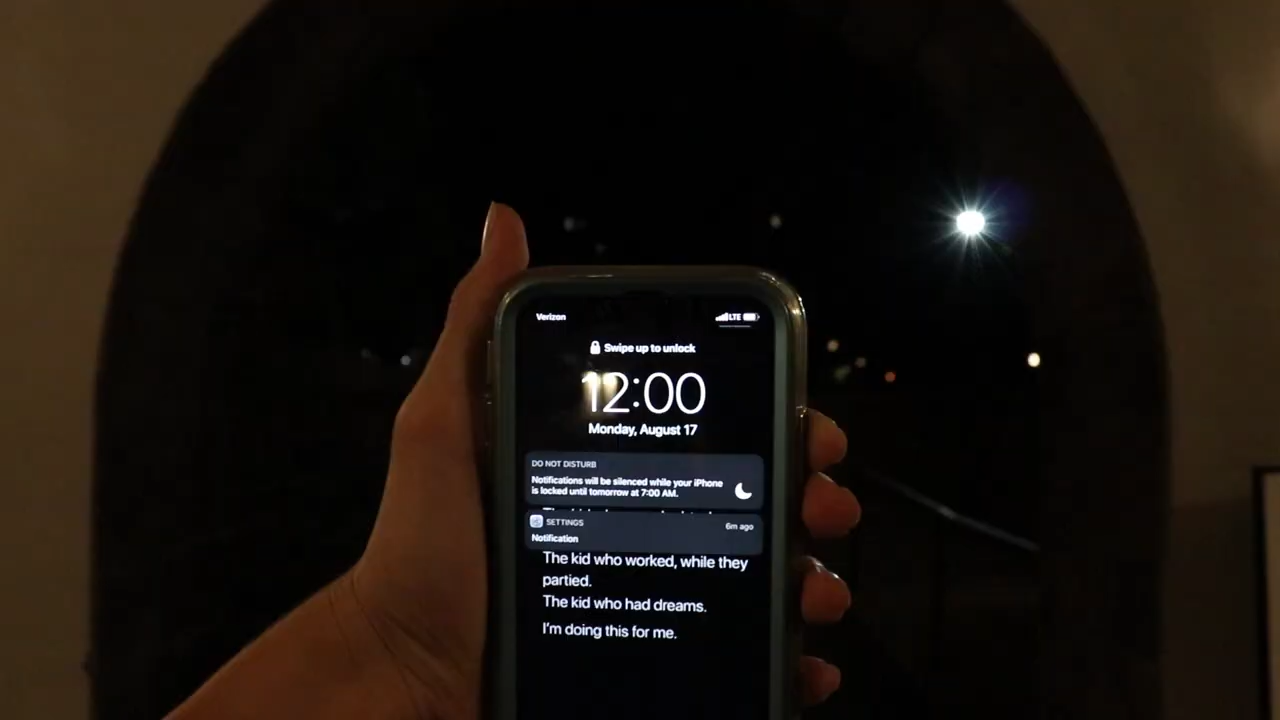 Verizon
LTE
Swipe up to unlock
12:00
Monday, August 17
DO NOT DISTURB
Notifications will be silenced while your iPhone
is locked until tomorrow at 7:00 AM.
SETTINGS
6m ago
Notification
The kid who worked, while they
partied.
The kid who had dreams.
I'm doing this for me.